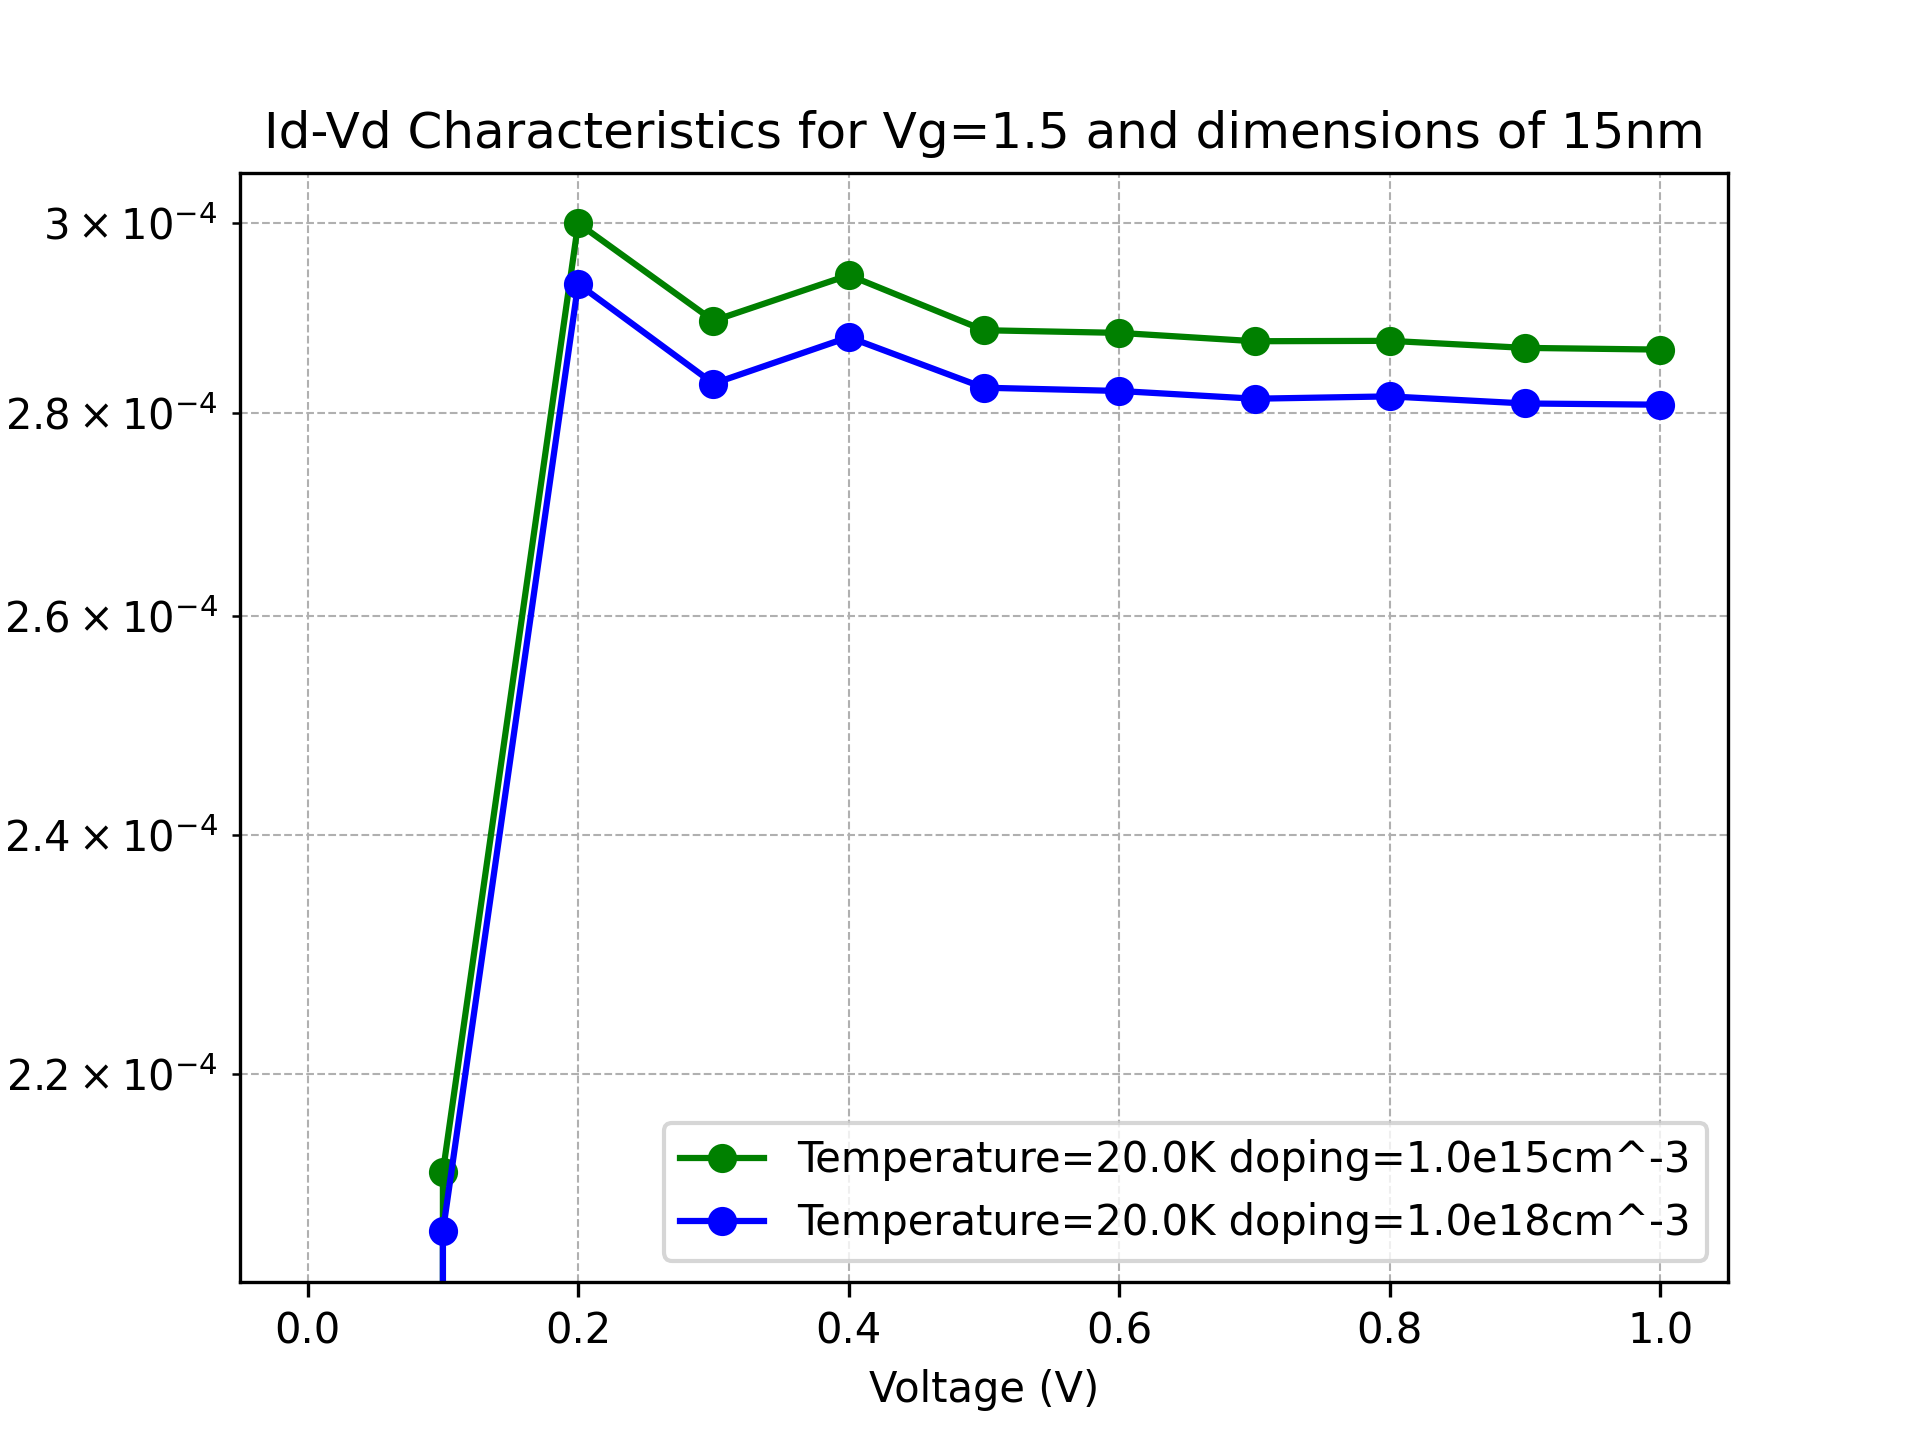 Id-Vd Characteristics for Vg=1.5 and dimensions of 15nm
3 × 10⁻⁴
2.8 × 10⁻⁴
2.6 × 10⁻⁴
2.4 × 10⁻⁴
2.2 × 10⁻⁴
Temperature=20.0K doping=1.0e15cm^-3
Temperature=20.0K doping=1.0e18cm^-3
0.0 0.2 0.4 0.6 0.8 1.0
Voltage (V)